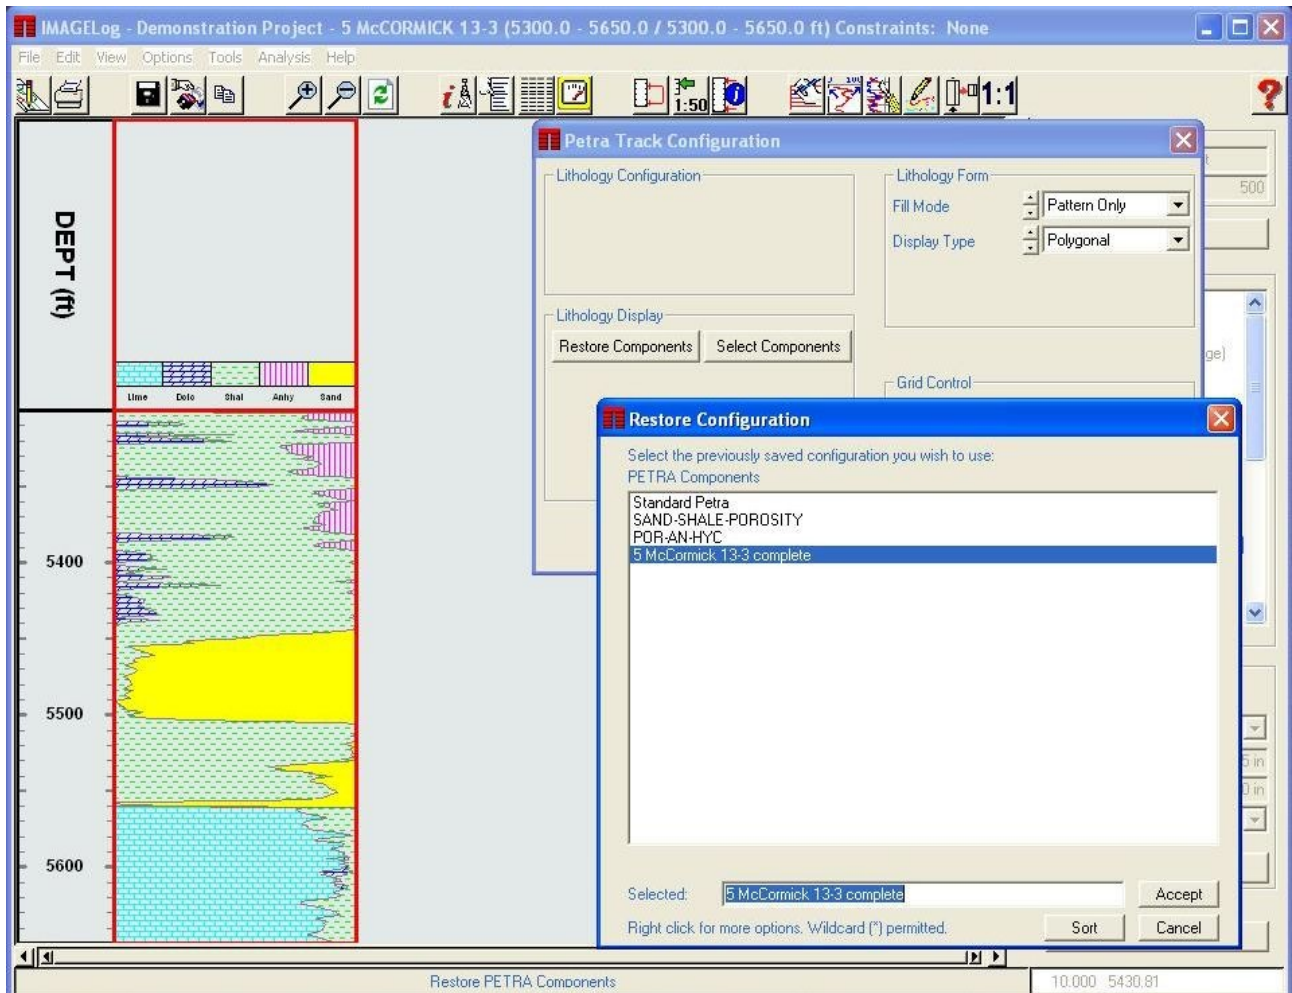 IMAGELog - Demonstration Project - 5 McCORMICK 13-3 (5300.0 - 5650.0 / 5300.0 - 5650.0 ft) Constraints: None
File Edit View Options Tools Analysis Help
1:50
1:1
DEPT (ft)
Lime Dolo Shal Anhy Sand
5400
5500
5600
Petra Track Configuration
Lithology Configuration
Lithology Form
Fill Mode Pattern Only
Display Type Polygonal
Lithology Display
Restore Components Select Components
Grid Control
500
ge)
5 in
0 in
Restore Configuration
Select the previously saved configuration you wish to use:
PETRA Components
Standard Petra
SAND-SHALE-POROSITY
POR-AN-HYC
5 McCormick 13-3 complete
Selected: 5 McCormick 13-3 complete
Accept
Right click for more options. Wildcard (*) permitted.
Sort Cancel
Restore PETRA Components
10.000 5430.81